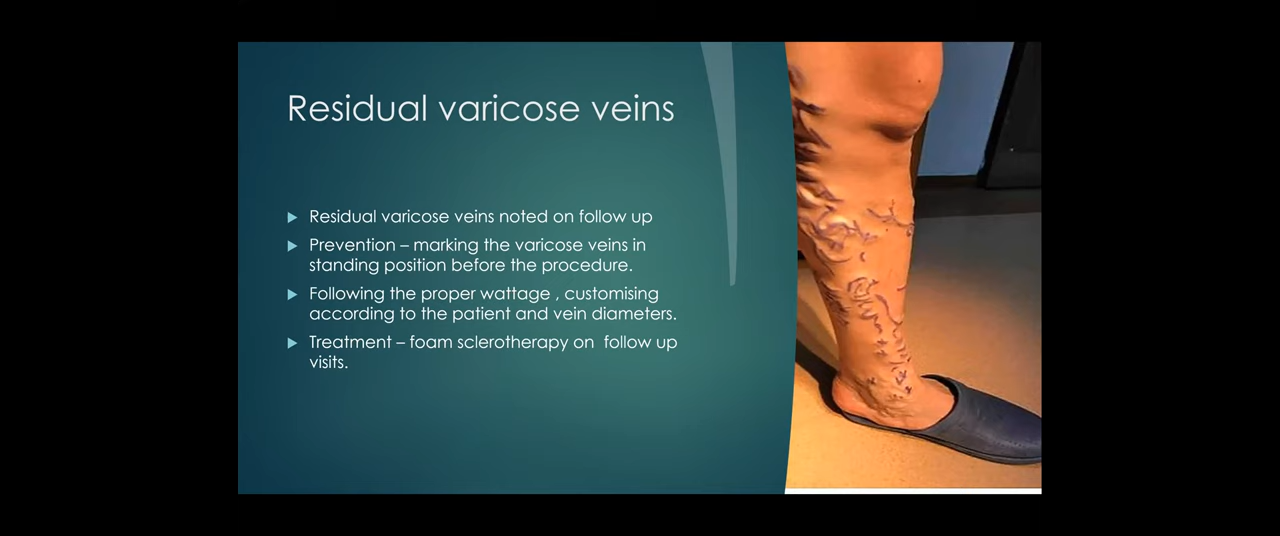 Residual varicose veins
Residual varicose veins noted on follow up
Prevention – marking the varicose veins in
standing position before the procedure.
Following the proper wattage , customising
according to the patient and vein diameters.
Treatment – foam sclerotherapy on  follow up
visits.